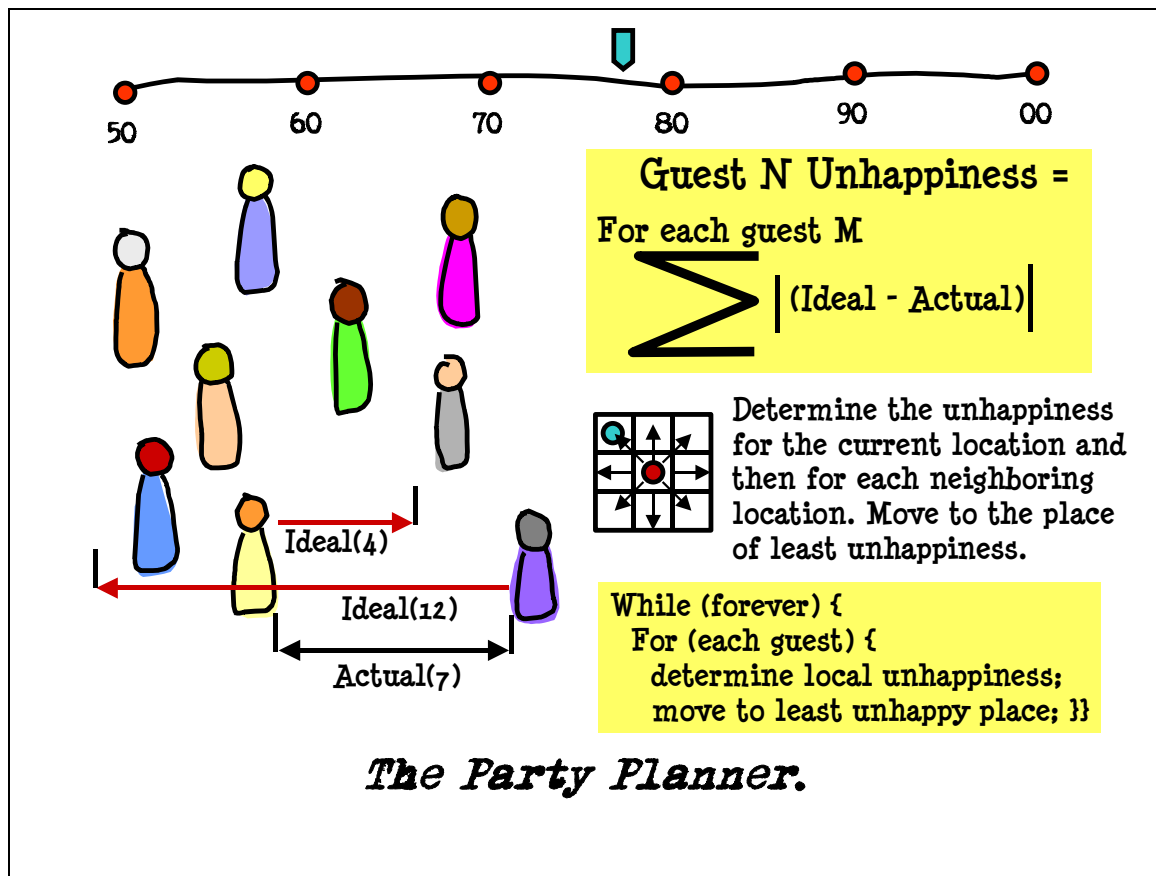 50 60 70 80 90 00
Guest N Unhappiness =
For each guest M
∑ |(Ideal - Actual)|
Determine the unhappiness
for the current location and
then for each neighboring
location. Move to the place
of least unhappiness.
Ideal(4)
Ideal(12)
Actual(7)
While (forever) {
For (each guest) {
determine local unhappiness;
move to least unhappy place; }}
The Party Planner.